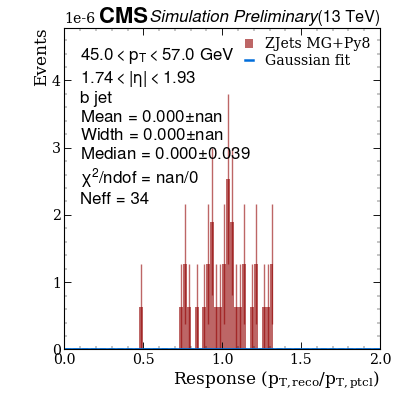 1e-6 CMS Simulation Preliminary (13 TeV)
Events
45.0 < p_T < 57.0 GeV
1.74 < |η| < 1.93
b jet
Mean = 0.000±nan
Width = 0.000±nan
Median = 0.000±0.039
χ²/ndof = nan/0
Neff = 34
ZJets MG+Py8
Gaussian fit
4
3
2
1
0
0.0 0.5 1.0 1.5 2.0
Response (p_T,reco/p_T,ptcl)